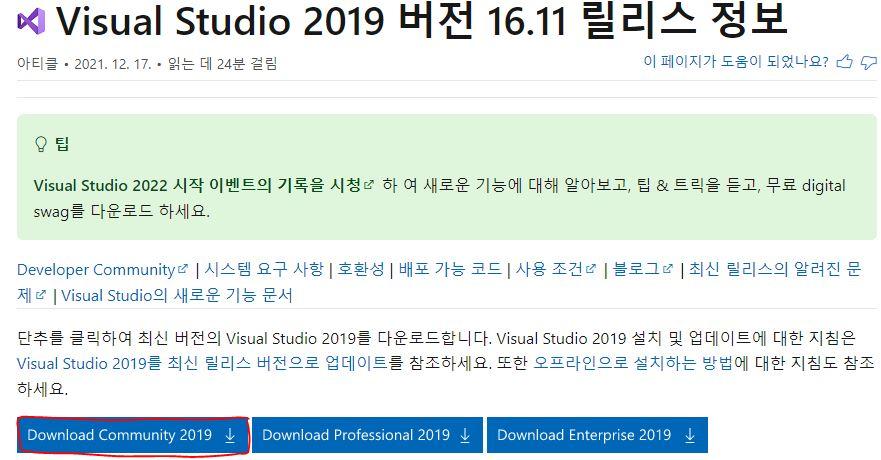 Visual Studio 2019 버전 16.11 릴리스 정보
아티클 • 2021. 12. 17. • 읽는 데 24분 걸림
이 페이지가 도움이 되었나요?
팁
Visual Studio 2022 시작 이벤트의 기록을 시청 하 여 새로운 기능에 대해 알아보고, 팁 & 트릭을 듣고, 무료 digital
swag를 다운로드 하세요.
Developer Community | 시스템 요구 사항 | 호환성 | 배포 가능 코드 | 사용 조건 | 블로그 | 최신 릴리스의 알려진 문
제 | Visual Studio의 새로운 기능 문서
단추를 클릭하여 최신 버전의 Visual Studio 2019를 다운로드합니다. Visual Studio 2019 설치 및 업데이트에 대한 지침은
Visual Studio 2019를 최신 릴리스 버전으로 업데이트를 참조하세요. 또한 오프라인으로 설치하는 방법에 대한 지침도 참조
하세요.
Download Community 2019
Download Professional 2019
Download Enterprise 2019